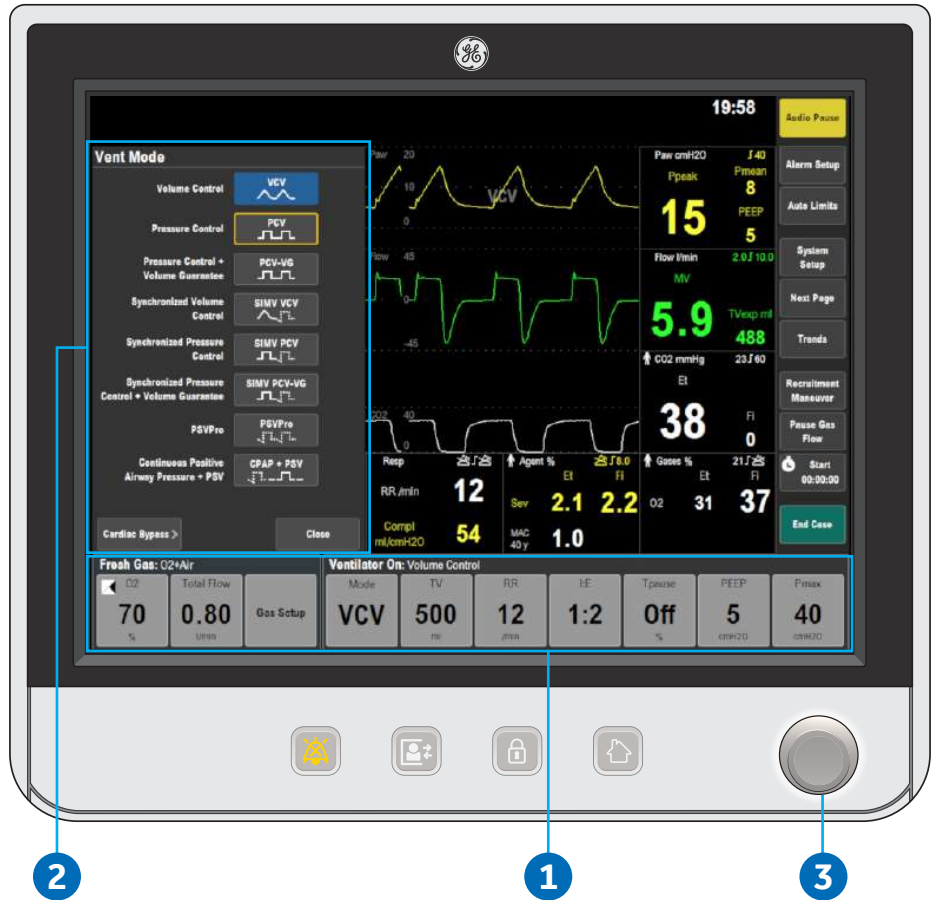 GE
19:58
Audio Pause
Vent Mode
Volume Control VCV
Pressure Control PCV
Pressure Control +
Volume Guarantee PCV-VG
Synchronized Volume
Control SIMV VCV
Synchronized Pressure
Control SIMV PCV
Synchronized Pressure
Control + Volume Guarantee SIMV PCV-VG
PSVPro PSVPro
Continuous Positive
Airway Pressure + PSV CPAP + PSV
Cardiac Bypass > Close
Paw 20
10
0
VCV
Flow 45
0
-45
CO2 40
0
Paw cmH2O 40
Ppeak Pmean
8
15 PEEP
5
Flow l/min 2.0 10.0
MV
5.9 TVexp ml
488
CO2 mmHg 23 60
Et
38 Fi
0
Resp
RR /min 12
Compl
ml/cmH2O 54
Agent % 8.0
Et Fi
Sev 2.1 2.2
MAC
40 y 1.0
Gases % 21
Et Fi
O2 31 37
Alarm Setup
Auto Limits
System
Setup
Next Page
Trends
Recruitment
Maneuver
Pause Gas
Flow
Start
00:00:00
End Case
Fresh Gas: O2+Air
O2 Total Flow
70 0.80 Gas Setup
% l/min
Ventilator On: Volume Control
Mode TV RR I:E Tpause PEEP Pmax
VCV 500 12 1:2 Off 5 40
ml /min % cmH2O cmH2O
2 1 3